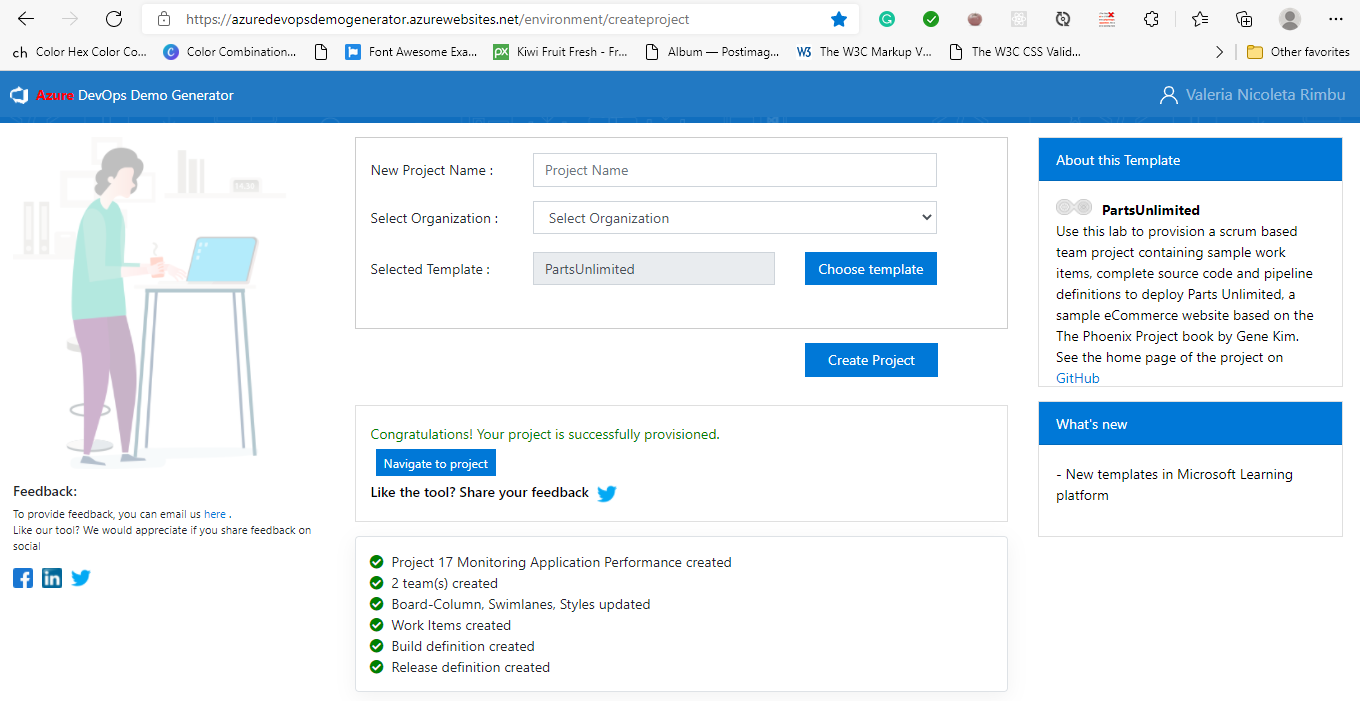 https://azuredevopsdemogenerator.azurewebsites.net/environment/createproject
ch Color Hex Color Co...
C Color Combination...
Font Awesome Exa...
px Kiwi Fruit Fresh - Fr...
Album — Postimag...
W3 The W3C Markup V...
The W3C CSS Valid...
Other favorites
Azure DevOps Demo Generator
Valeria Nicoleta Rimbu
New Project Name :
Project Name
Select Organization :
Select Organization
Selected Template :
PartsUnlimited
Choose template
Create Project
Congratulations! Your project is successfully provisioned.
Navigate to project
Like the tool? Share your feedback
Project 17 Monitoring Application Performance created
2 team(s) created
Board-Column, Swimlanes, Styles updated
Work Items created
Build definition created
Release definition created
About this Template
PartsUnlimited
Use this lab to provision a scrum based
team project containing sample work
items, complete source code and pipeline
definitions to deploy Parts Unlimited, a
sample eCommerce website based on the
The Phoenix Project book by Gene Kim.
See the home page of the project on
GitHub
What's new
- New templates in Microsoft Learning
platform
Feedback:
To provide feedback, you can email us here .
Like our tool? We would appreciate if you share feedback on
social